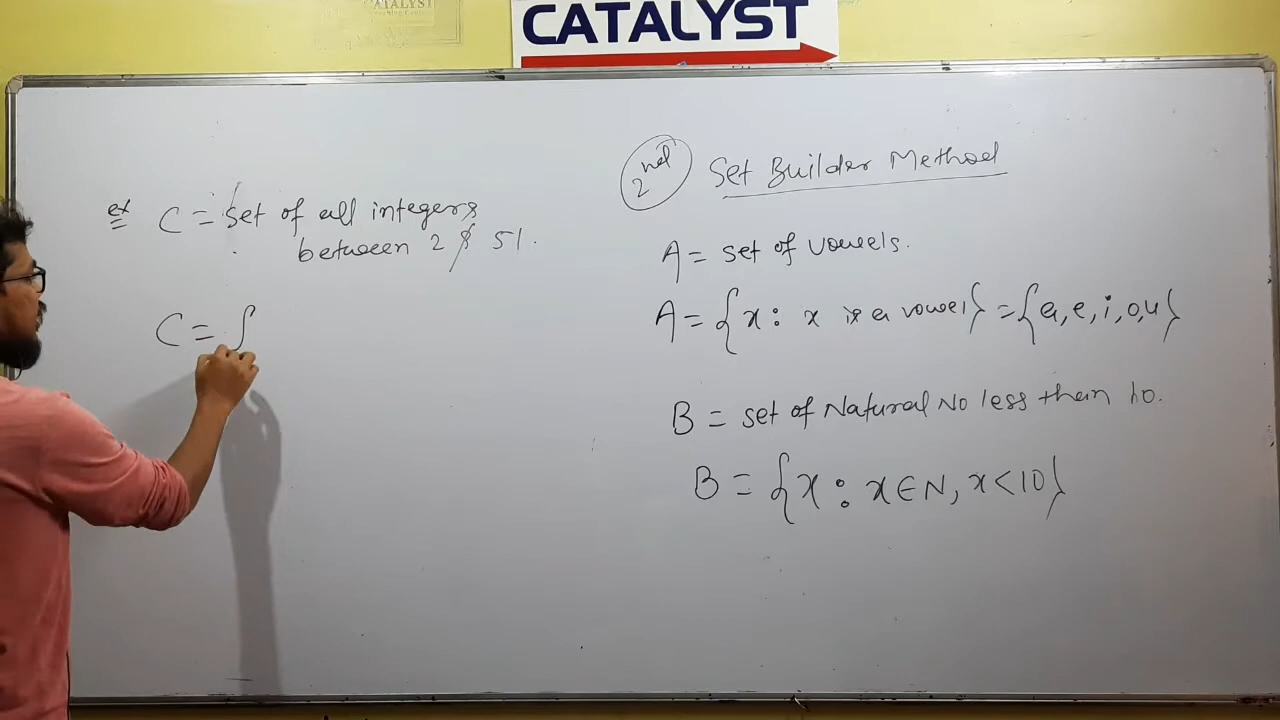 CATALYST
CATALYST
ex C = set of all integers
between 2 & 51.
C = {
2nd Set Builder Method
A = set of vowels.
A = {x : x is a vowel} = {a, e, i, o, u}
B = set of Natural No less than 10.
B = {x : x ∈ N, x < 10}